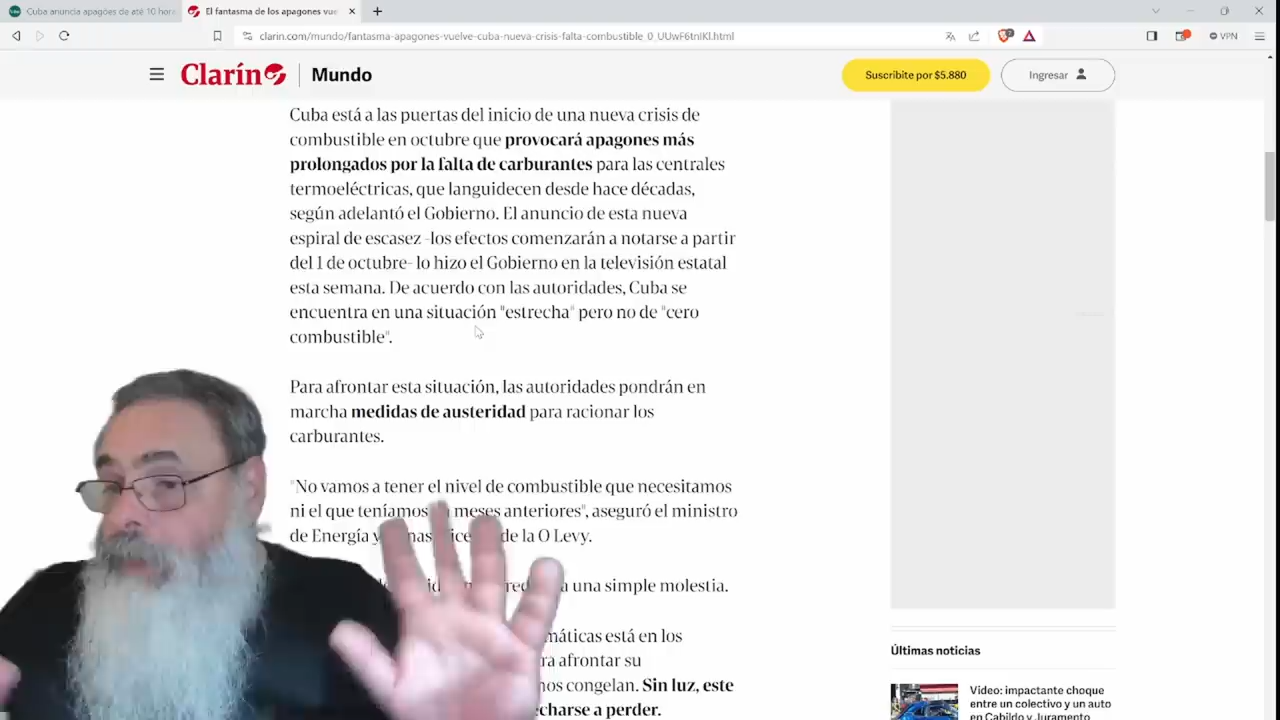 Cuba anuncia apagões de até 10 hora
El fantasma de los apagones vue
clarin.com/mundo/fantasma-apagones-vuelve-cuba-nueva-crisis-falta-combustible_0_UUwF6tnIKl.html
VPN
Clarín
Mundo
Suscribite por $5.880
Ingresar
Cuba está a las puertas del inicio de una nueva crisis de
combustible en octubre que provocará apagones más
prolongados por la falta de carburantes para las centrales
termoeléctricas, que languidecen desde hace décadas,
según adelantó el Gobierno. El anuncio de esta nueva
espiral de escasez -los efectos comenzarán a notarse a partir
del 1 de octubre- lo hizo el Gobierno en la televisión estatal
esta semana. De acuerdo con las autoridades, Cuba se
encuentra en una situación "estrecha" pero no de "cero
combustible".
Para afrontar esta situación, las autoridades pondrán en
marcha medidas de austeridad para racionar los
carburantes.
"No vamos a tener el nivel de combustible que necesitamos
ni el que teníamos meses anteriores", aseguró el ministro
de Energía y de la O Levy.
una simple molestia.
está en los
afrontar su
congelan. Sin luz, este
echarse a perder.
Últimas noticias
Video: impactante choque
entre un colectivo y un auto
en Cabildo y Juramento